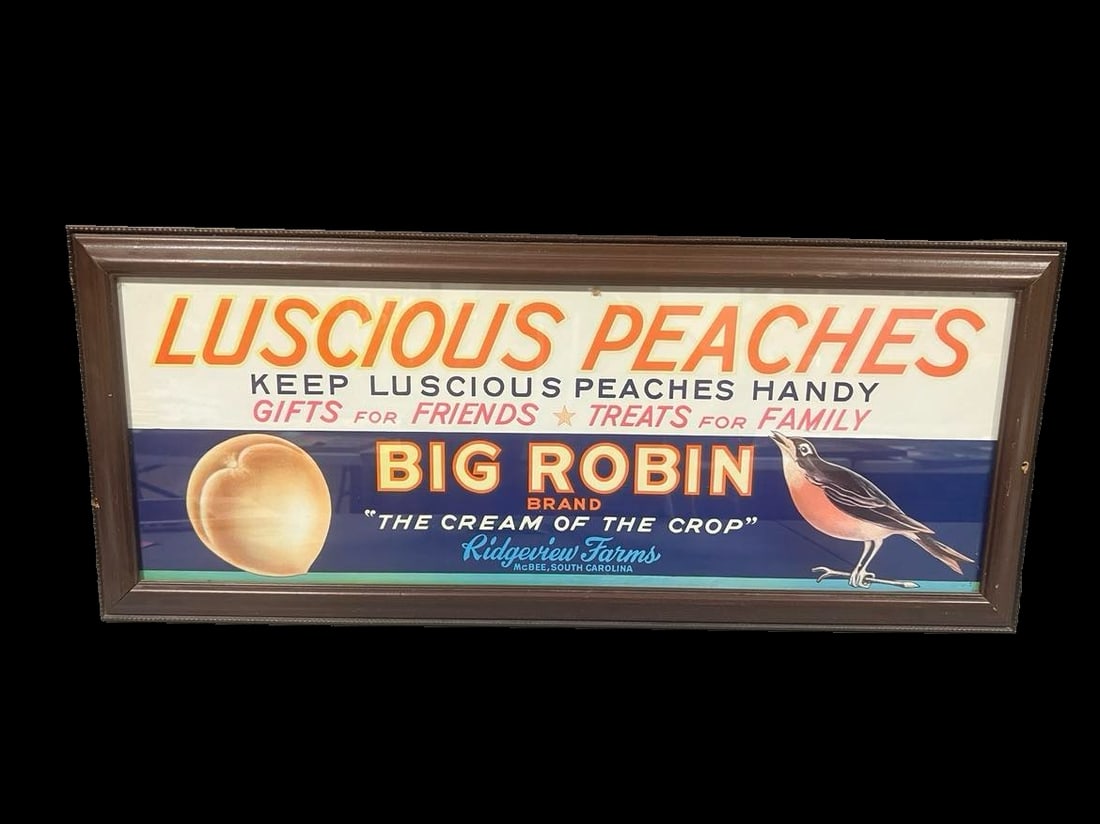 LUSCIOUS PEACHES
KEEP LUSCIOUS PEACHES HANDY
GIFTS FOR FRIENDS ★ TREATS FOR FAMILY
BIG ROBIN
BRAND
"THE CREAM OF THE CROP"
Ridgeview Farms
McBEE, SOUTH CAROLINA